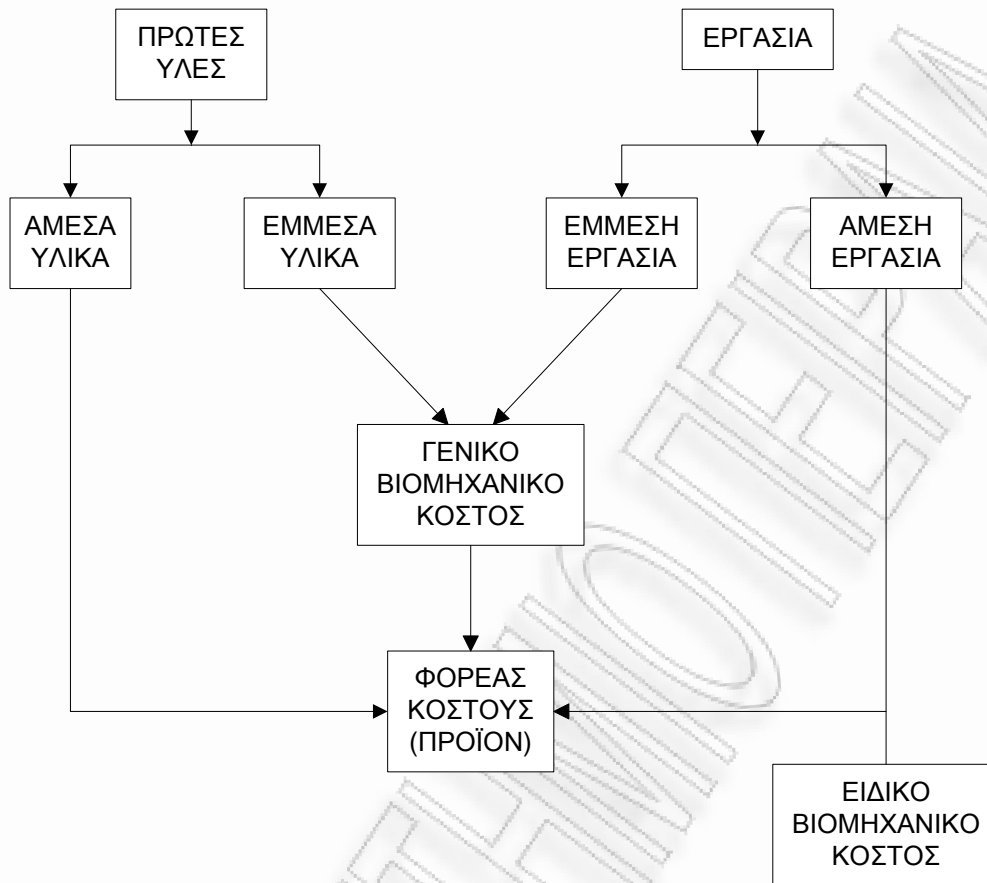 ΠΡΩΤΕΣ
ΥΛΕΣ
ΕΡΓΑΣΙΑ
ΑΜΕΣΑ
ΥΛΙΚΑ
ΕΜΜΕΣΑ
ΥΛΙΚΑ
ΕΜΜΕΣΗ
ΕΡΓΑΣΙΑ
ΑΜΕΣΗ
ΕΡΓΑΣΙΑ
ΓΕΝΙΚΟ
ΒΙΟΜΗΧΑΝΙΚΟ
ΚΟΣΤΟΣ
ΦΟΡΕΑΣ
ΚΟΣΤΟΥΣ
(ΠΡΟΪΟΝ)
ΕΙΔΙΚΟ
ΒΙΟΜΗΧΑΝΙΚΟ
ΚΟΣΤΟΣ